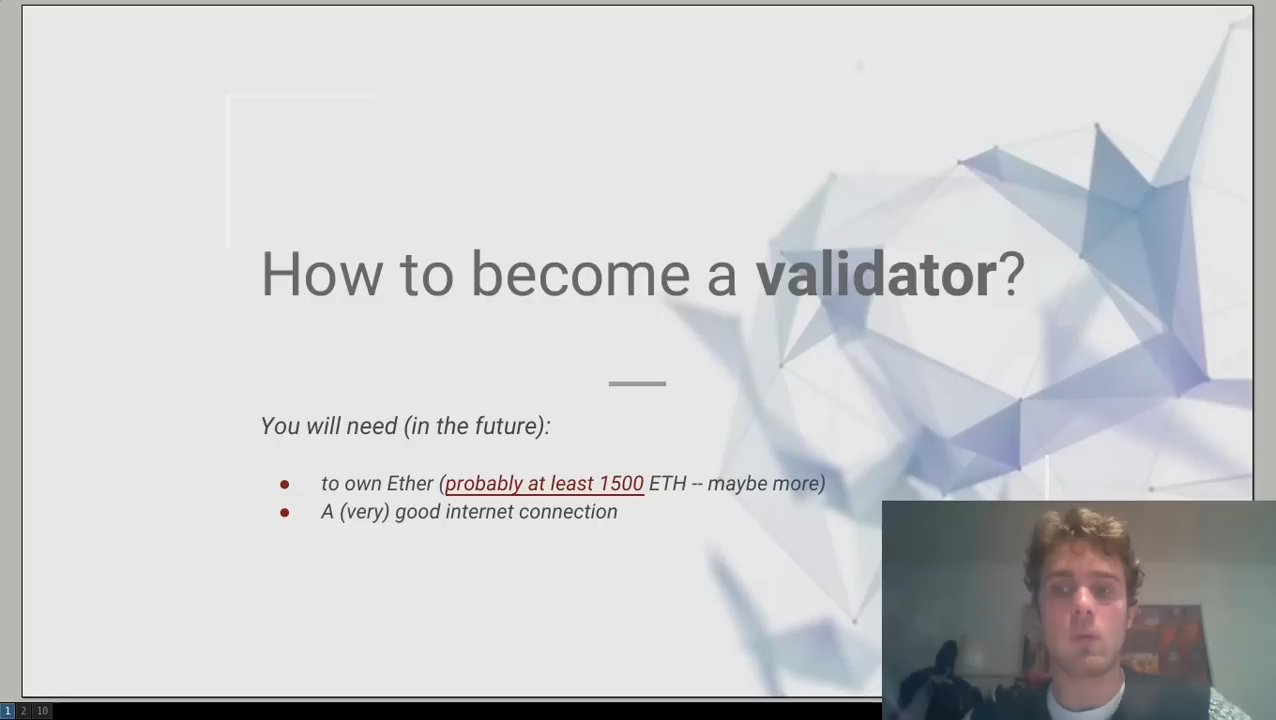 How to become a validator?
You will need (in the future):
● to own Ether (probably at least 1500 ETH -- maybe more)
● A (very) good internet connection
1 2 10